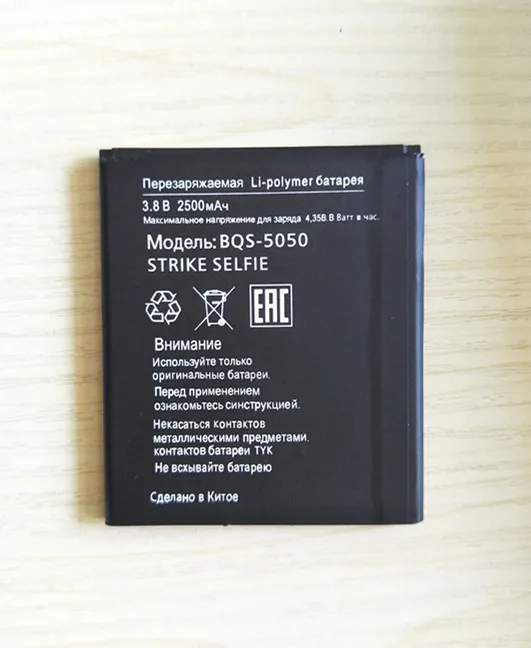 Перезаряжаемая Li-polymer батарея
3.8 В 2500мАч
Максимальное напряжение для заряда 4,35В.В Ватт в час.
Модель: BQS-5050
STRIKE SELFIE
EAC
Внимание
Используйте только
оригинальные батареи.
Перед применением
ознакомьтесь синструкцией.
Некасаться контактов
металлическими предметами.
контактов батареи TYK
Не всхывайте батарею
Сделано в Китое